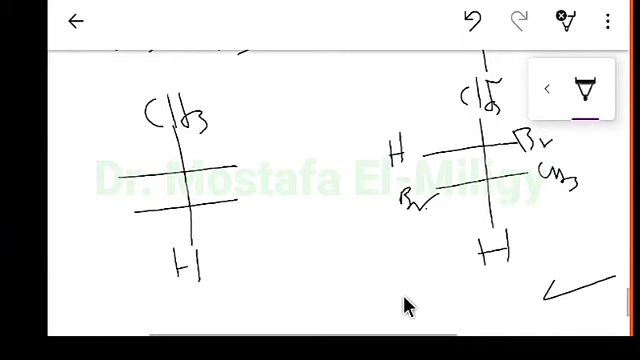 CH3 CH3
H Br
Dr. Mostafa El-Miligy
Br CH3
H H